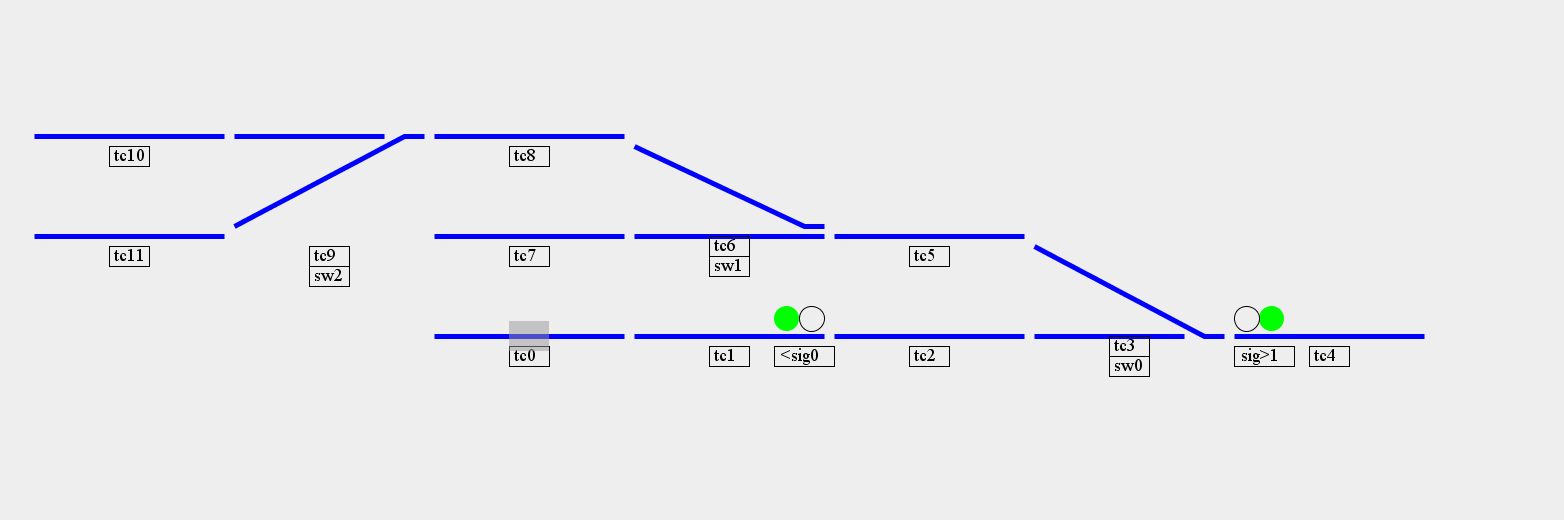 tc10
tc8
tc11
tc9
sw2
tc7
tc6
sw1
tc5
tc0
tc1
<sig0
tc2
tc3
sw0
sig>1
tc4